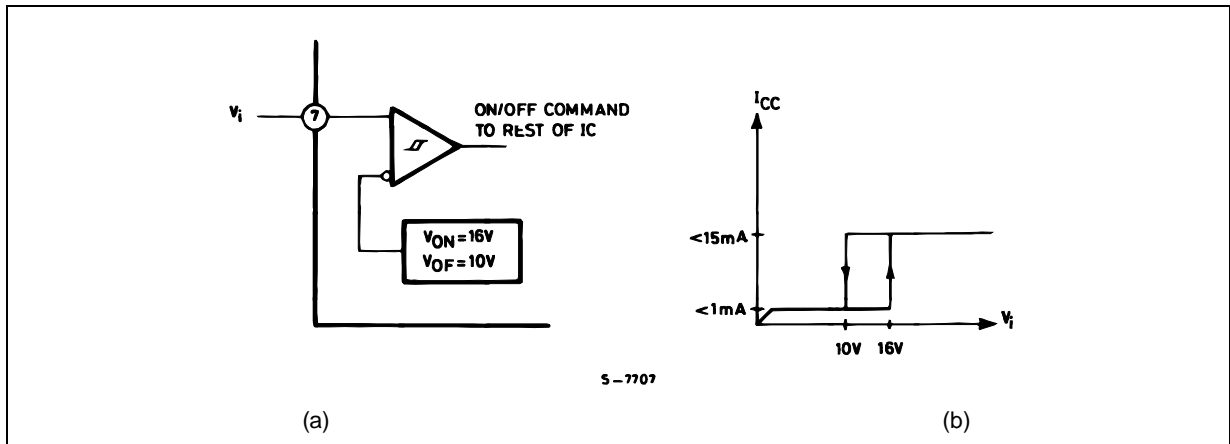 Vi
7
ON/OFF COMMAND
TO REST OF IC
VON=16V
VOF=10V
ICC
<15mA
<1mA
Vi
10V 16V
S-7707
(a)
(b)